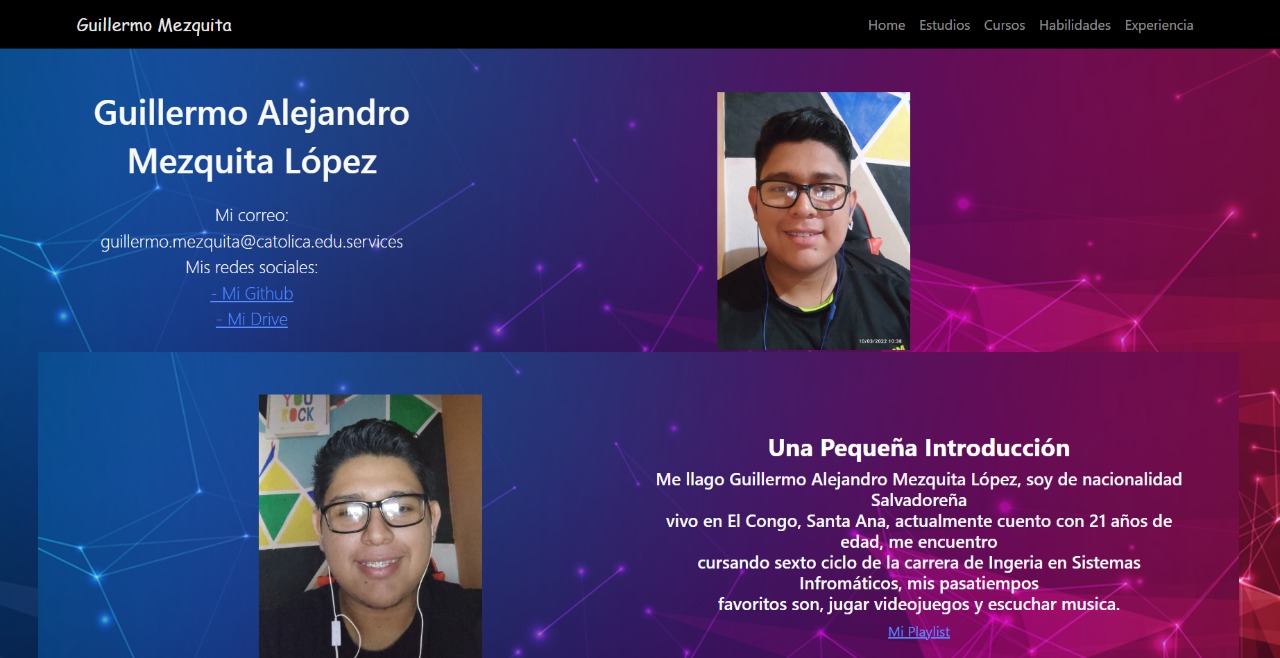 Guillermo Mezquita
Home Estudios Cursos Habilidades Experiencia
Guillermo Alejandro
Mezquita López
Mi correo:
guillermo.mezquita@catolica.edu.services
Mis redes sociales:
- Mi Github
- Mi Drive
10/03/2022 10:36
YOU
ROCK
Una Pequeña Introducción
Me llago Guillermo Alejandro Mezquita López, soy de nacionalidad
Salvadoreña
vivo en El Congo, Santa Ana, actualmente cuento con 21 años de
edad, me encuentro
cursando sexto ciclo de la carrera de Ingeria en Sistemas
Infromáticos, mis pasatiempos
favoritos son, jugar videojuegos y escuchar musica.
Mi Playlist